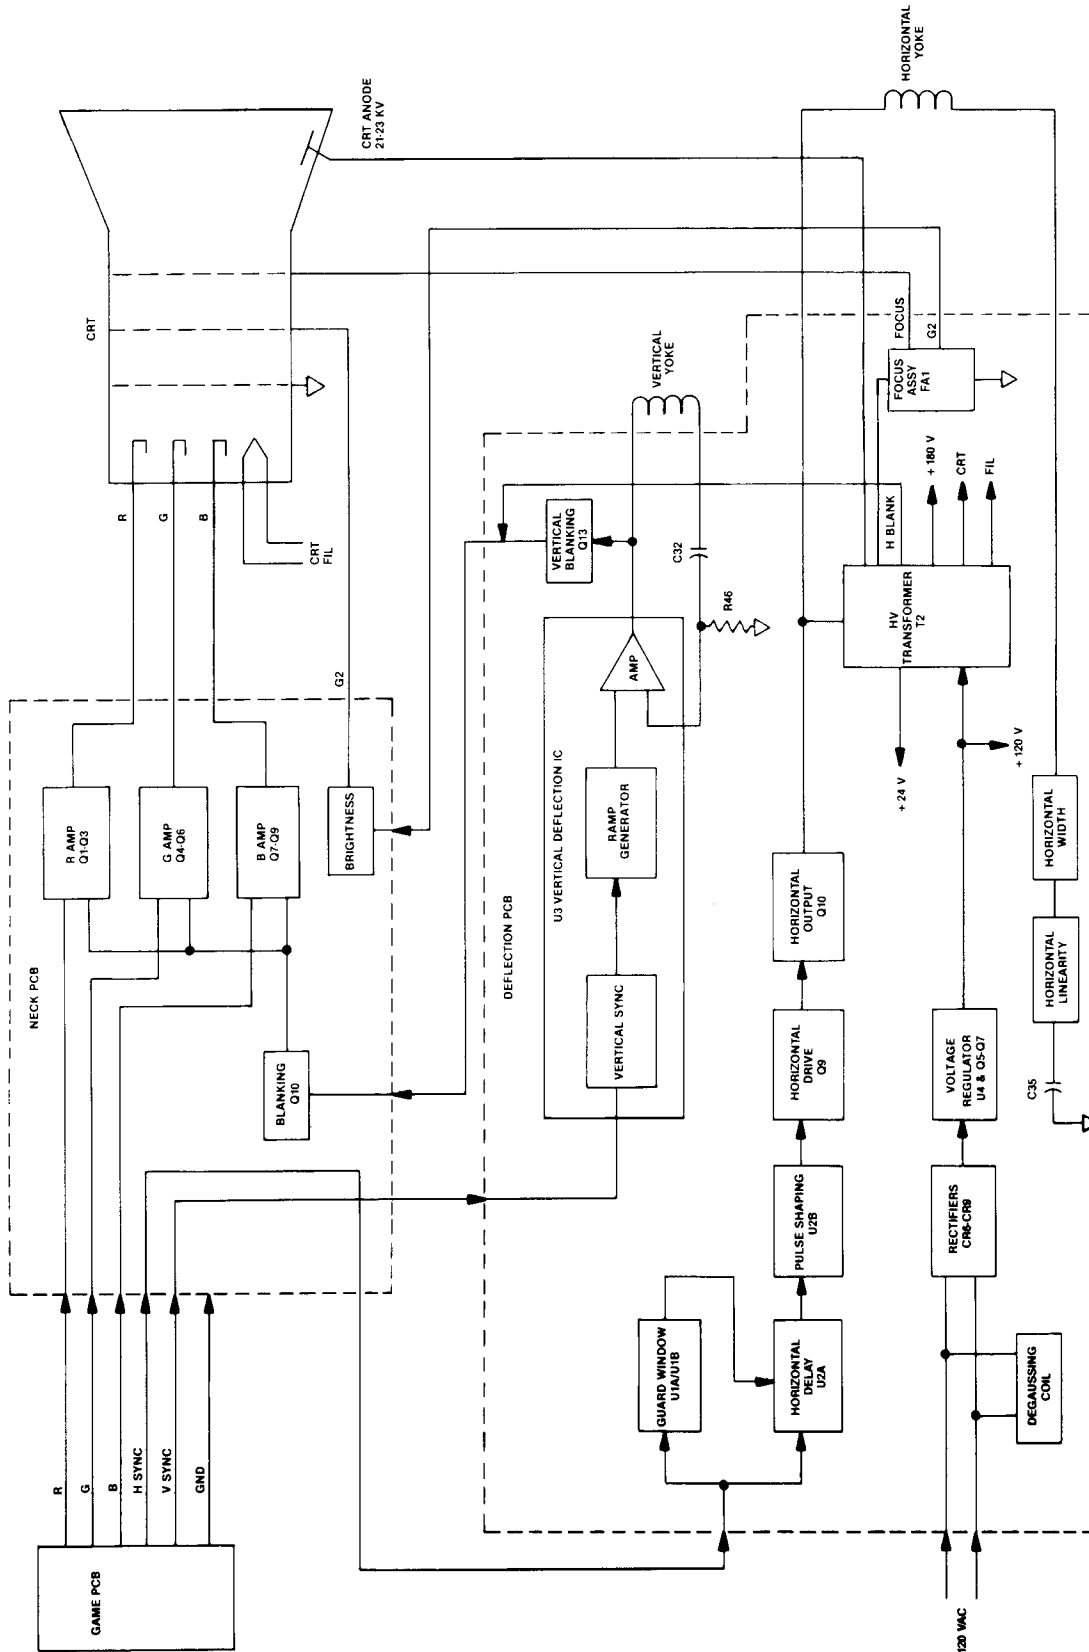 GAME PCB
R
G
B
H SYNC
V SYNC
GND
NECK PCB
R AMP
Q1-Q3
G AMP
Q4-Q6
B AMP
Q7-Q9
BRIGHTNESS
BLANKING
Q10
G2
R
G
B
CRT
FIL
CRT
CRT ANODE
21-23 KV
DEFLECTION PCB
U3 VERTICAL DEFLECTION IC
VERTICAL SYNC
RAMP
GENERATOR
AMP
VERTICAL
BLANKING
Q13
VERTICAL
YOKE
C32
R46
GUARD WINDOW
U1A/U1B
HORIZONTAL
DELAY
U2A
PULSE SHAPING
U2B
HORIZONTAL
DRIVE
Q9
HORIZONTAL
OUTPUT
Q10
HV
TRANSFORMER
T2
H BLANK
+ 180 V
CRT
FIL
+ 24 V
+ 120 V
FOCUS
ASSY
FA1
FOCUS
G2
HORIZONTAL
YOKE
120 VAC
DEGAUSSING
COIL
RECTIFIERS
CR6-CR9
VOLTAGE
REGULATOR
U4 & Q5-Q7
C35
HORIZONTAL
LINEARITY
HORIZONTAL
WIDTH